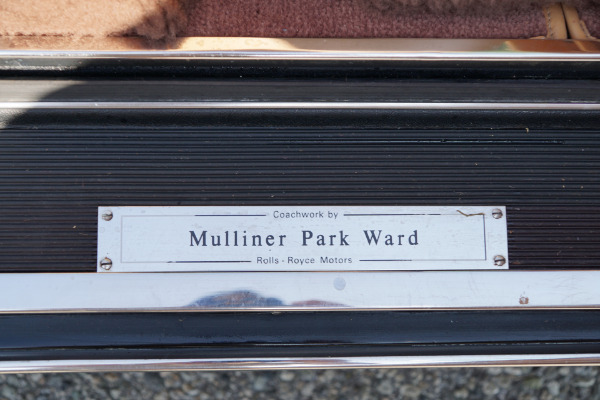 Coachwork by
Mulliner Park Ward
Rolls - Royce Motors